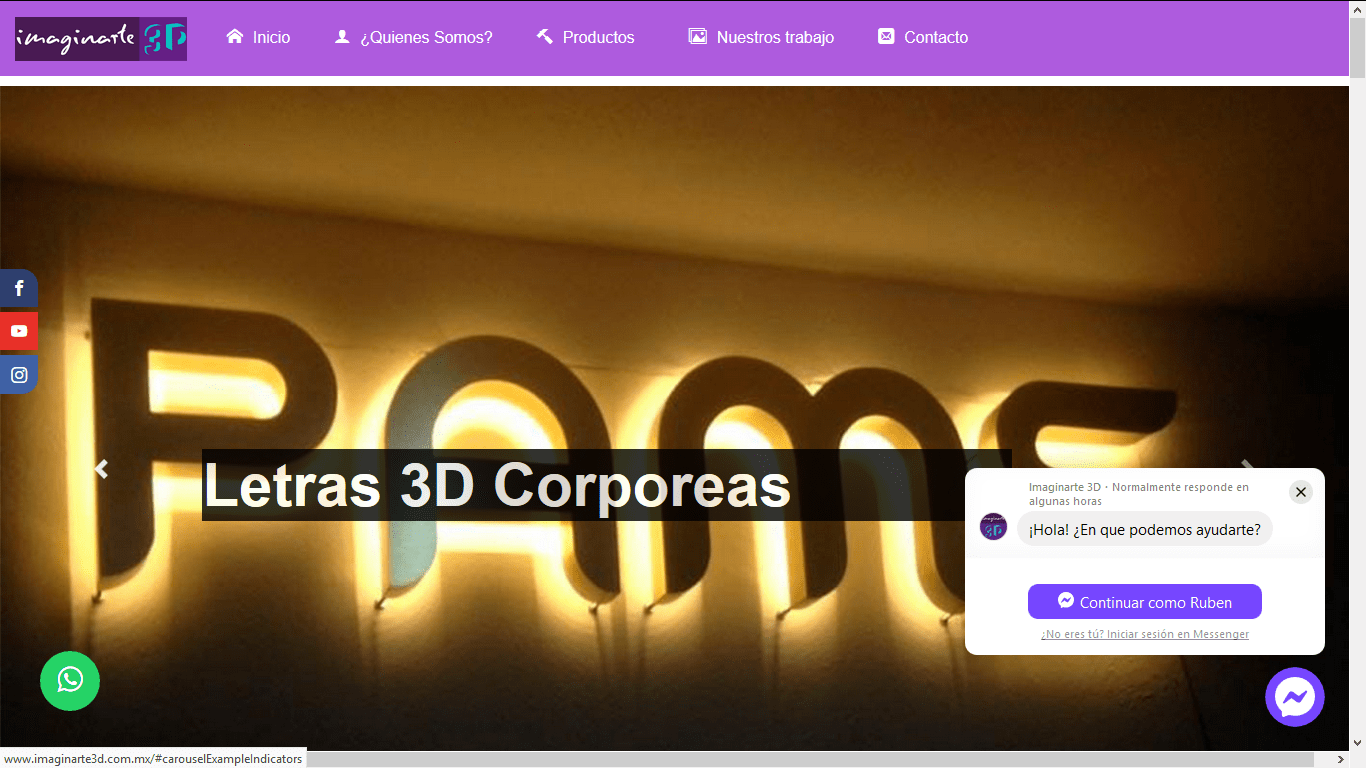 imaginarte 3D
Inicio
¿Quienes Somos?
Productos
Nuestros trabajo
Contacto
Letras 3D Corporeas
Imaginarte 3D · Normalmente responde en
algunas horas
¡Hola! ¿En que podemos ayudarte?
Continuar como Ruben
¿No eres tú? Iniciar sesión en Messenger
www.imaginarte3d.com.mx/#carouselExampleIndicators